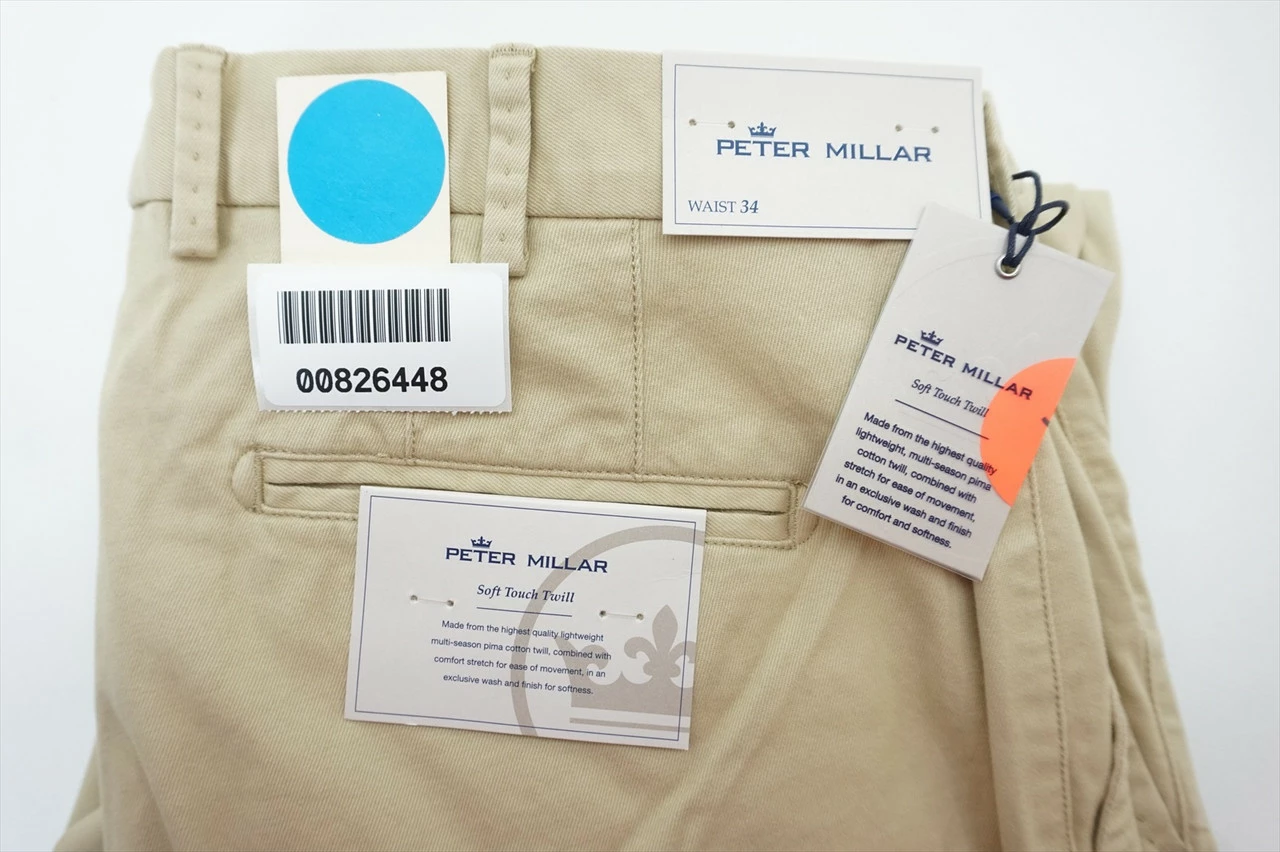 PETER MILLAR
WAIST 34
00826448
PETER MILLAR
Soft Touch Twill
Made from the highest quality
lightweight, multi-season pima
cotton twill, combined with
stretch for ease of movement,
in an exclusive wash and finish
for comfort and softness.
PETER MILLAR
Soft Touch Twill
Made from the highest quality lightweight
multi-season pima cotton twill, combined with
comfort stretch for ease of movement, in an
exclusive wash and finish for softness.